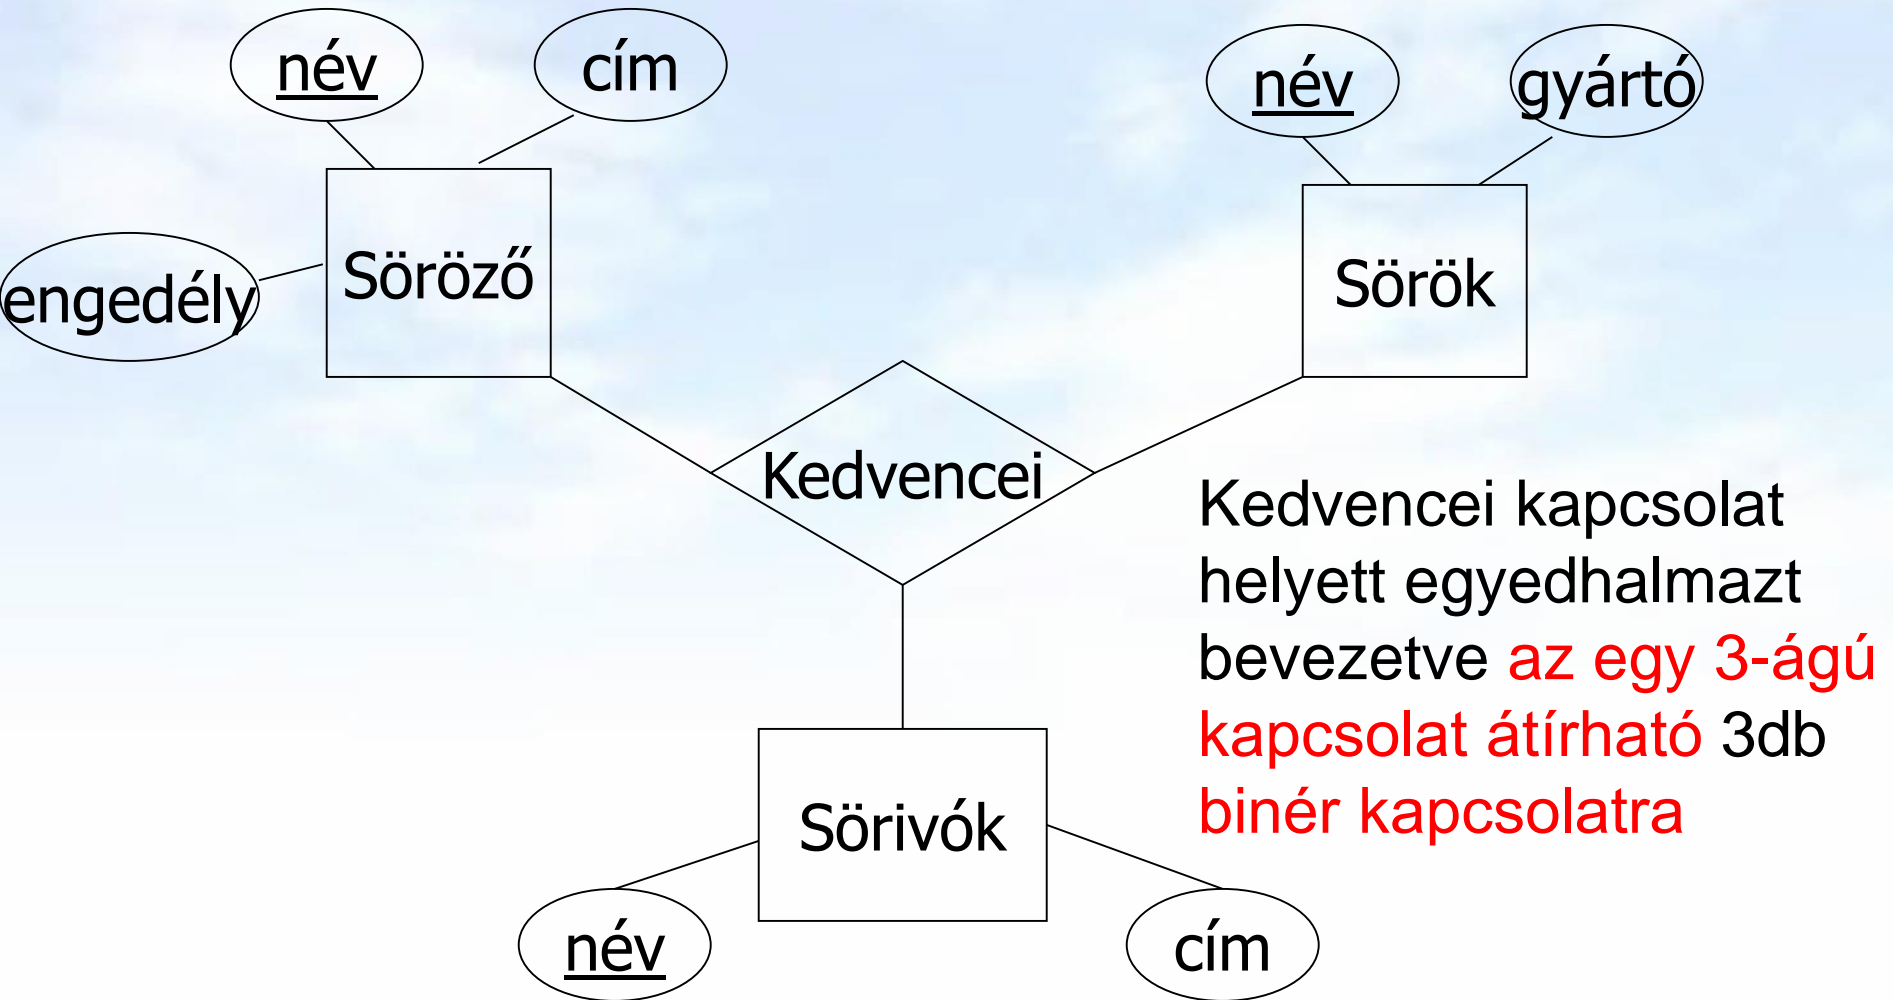 név
cím
név
gyártó
engedély
Söröző
Sörök
Kedvencei
Kedvencei kapcsolat
helyett egyedhalmazt
bevezetve az egy 3-ágú
kapcsolat átírható 3db
binér kapcsolatra
Sörivók
név
cím